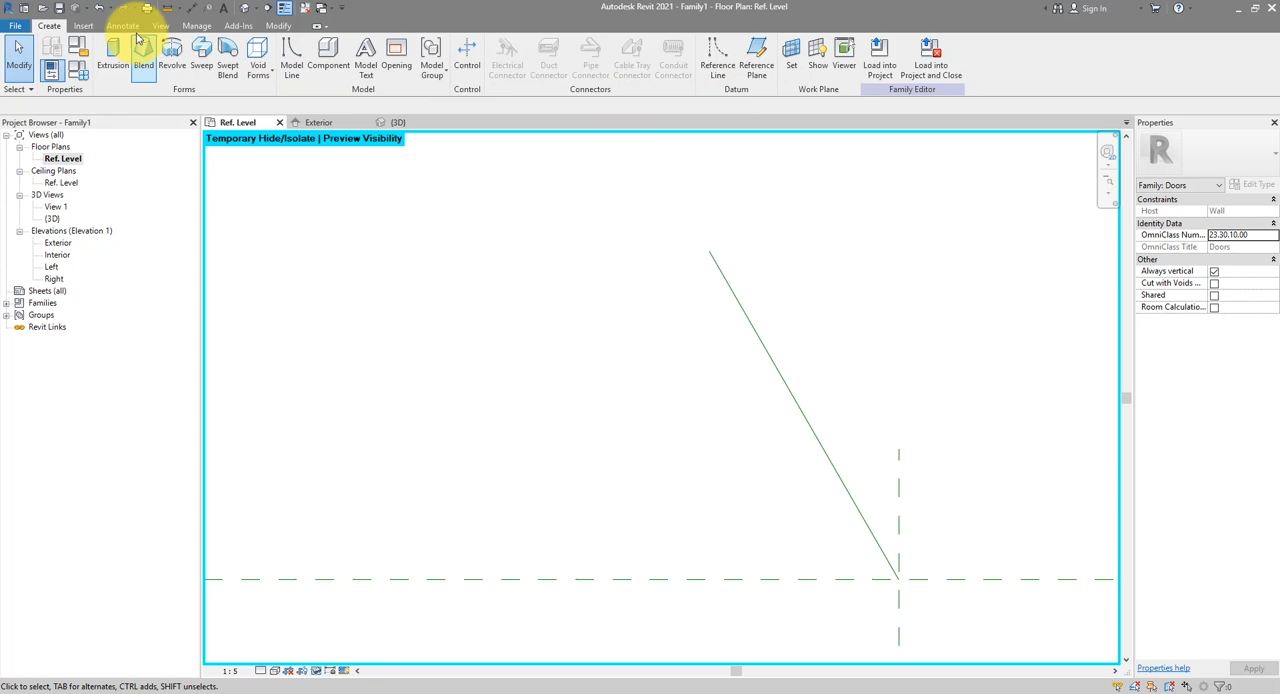 Autodesk Revit 2021 - Family1 - Floor Plan: Ref. Level
Sign In
File Create Insert Annotate View Manage Add-Ins Modify
Modify Extrusion Blend Revolve Sweep Swept Blend Void Forms Model Line Component Model Text Opening Model Group Control Electrical Connector Duct Connector Pipe Connector Cable Tray Connector Conduit Connector Reference Line Reference Plane Set Show Viewer Load into Project Load into Project and Close
Select Properties Forms Model Control Connectors Datum Work Plane Family Editor
Project Browser - Family1
Ref. Level Exterior {3D}
Properties
Views (all)
Floor Plans
Ref. Level
Ceiling Plans
Ref. Level
3D Views
View 1
{3D}
Elevations (Elevation 1)
Exterior
Interior
Left
Right
Sheets (all)
Families
Groups
Revit Links
Temporary Hide/Isolate | Preview Visibility
2D
R
Family: Doors
Edit Type
Constraints
Host Wall
Identity Data
OmniClass Num... 23.30.10.00
OmniClass Title Doors
Other
Always vertical
Cut with Voids ...
Shared
Room Calculatio...
1 : 5
Properties help
Apply
Click to select, TAB for alternates, CTRL adds, SHIFT unselects.
:0